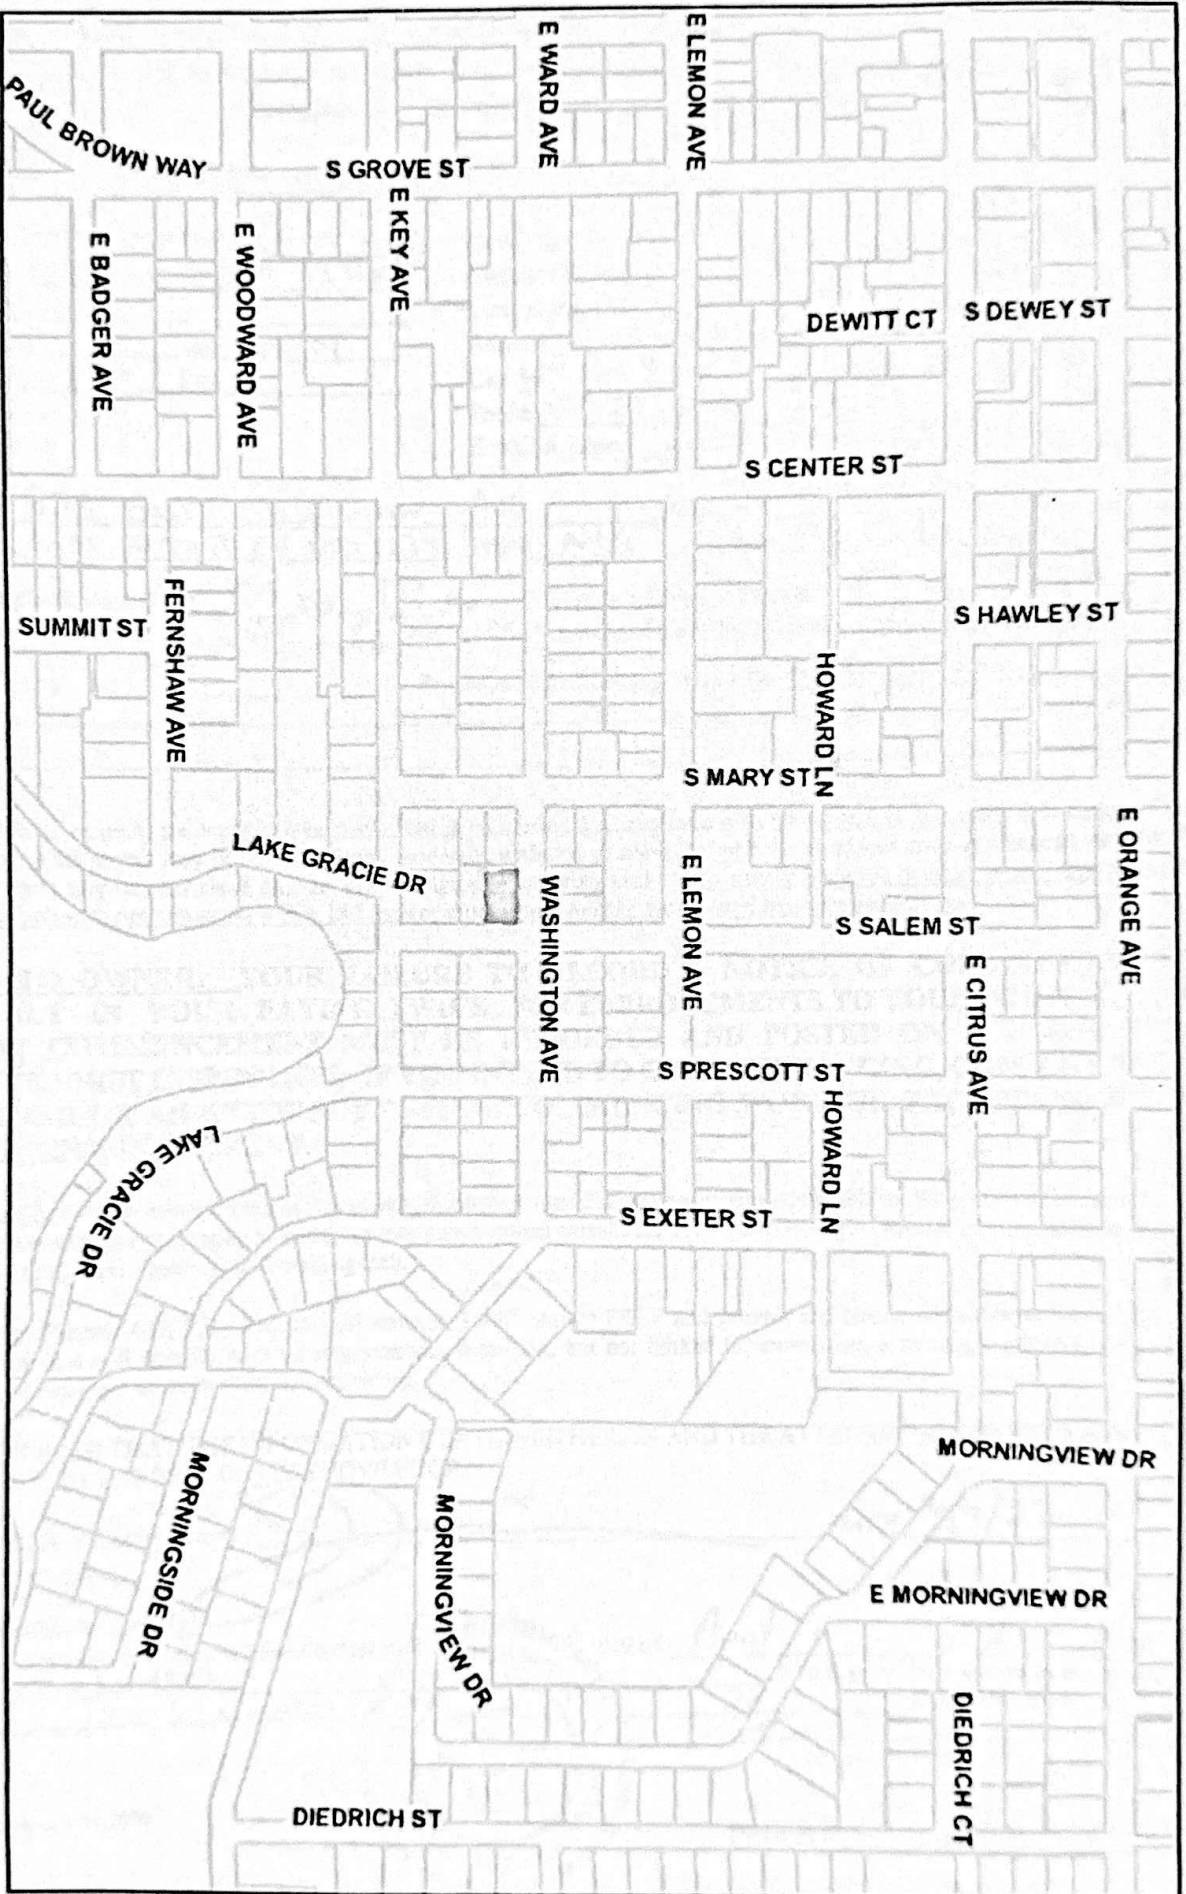 E WARD AVE
E LEMON AVE
PAUL BROWN WAY
S GROVE ST
E KEY AVE
E BADGER AVE
E WOODWARD AVE
DEWITT CT
S DEWEY ST
S CENTER ST
FERNSHAW AVE
SUMMIT ST
S HAWLEY ST
HOWARD LN
S MARY ST
LAKE GRACIE DR
E ORANGE AVE
E LEMON AVE
WASHINGTON AVE
S SALEM ST
E CITRUS AVE
S PRESCOTT ST
HOWARD LN
LAKE GRACIE DR
S EXETER ST
MORNINGVIEW DR
MORNINGSIDE DR
MORNINGVIEW DR
E MORNINGVIEW DR
DIEDRICH CT
DIEDRICH ST